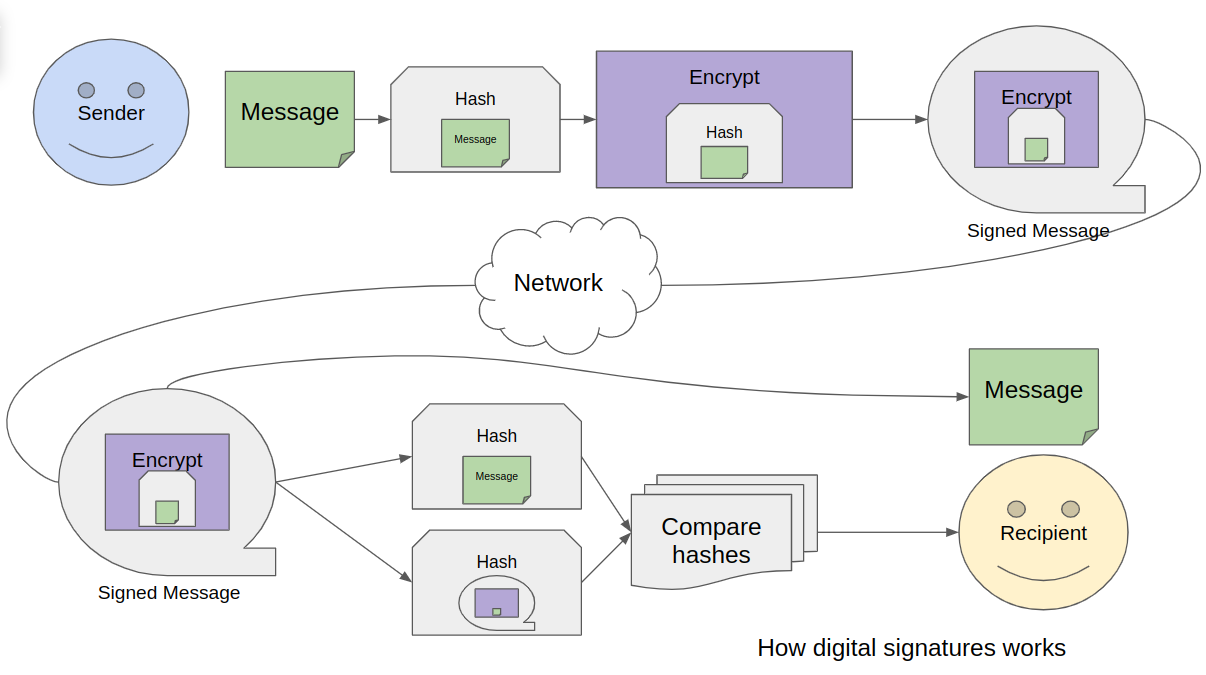 Sender
Message
Hash
Message
Encrypt
Hash
Encrypt
Signed Message
Network
Message
Encrypt
Signed Message
Hash
Message
Hash
Compare
hashes
Recipient
How digital signatures works